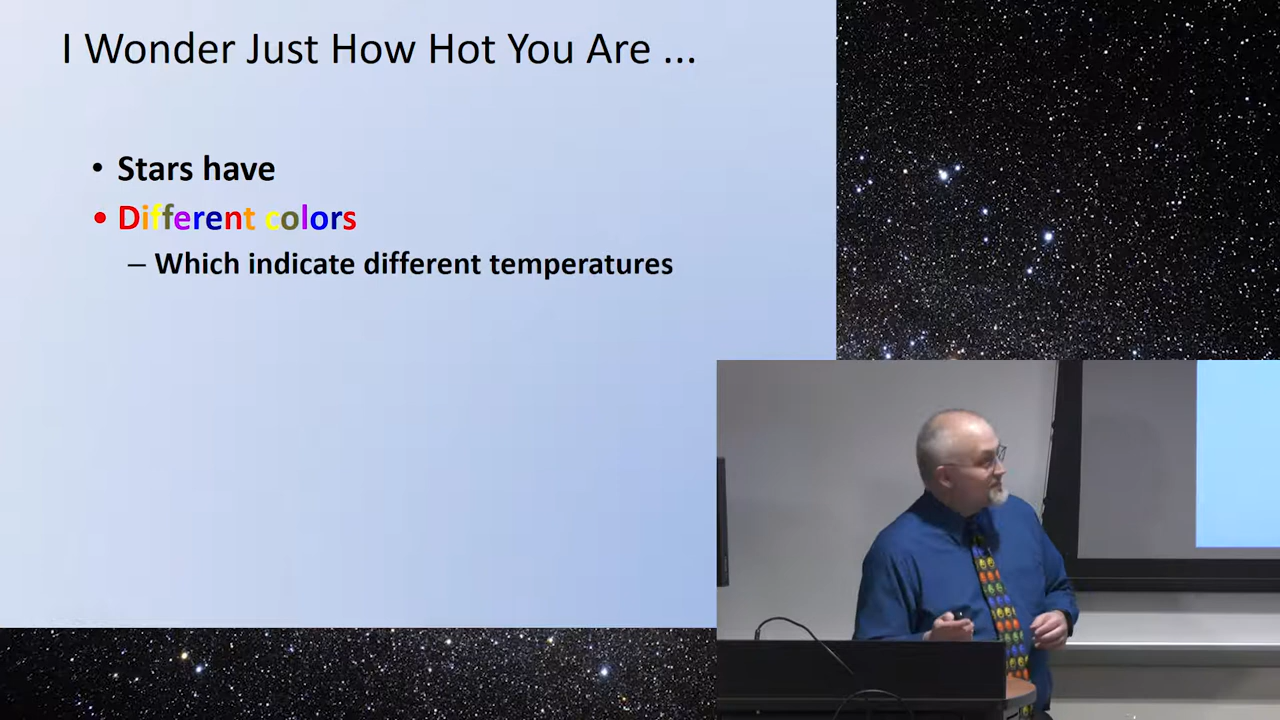 I Wonder Just How Hot You Are ...
• Stars have
• Different colors
– Which indicate different temperatures